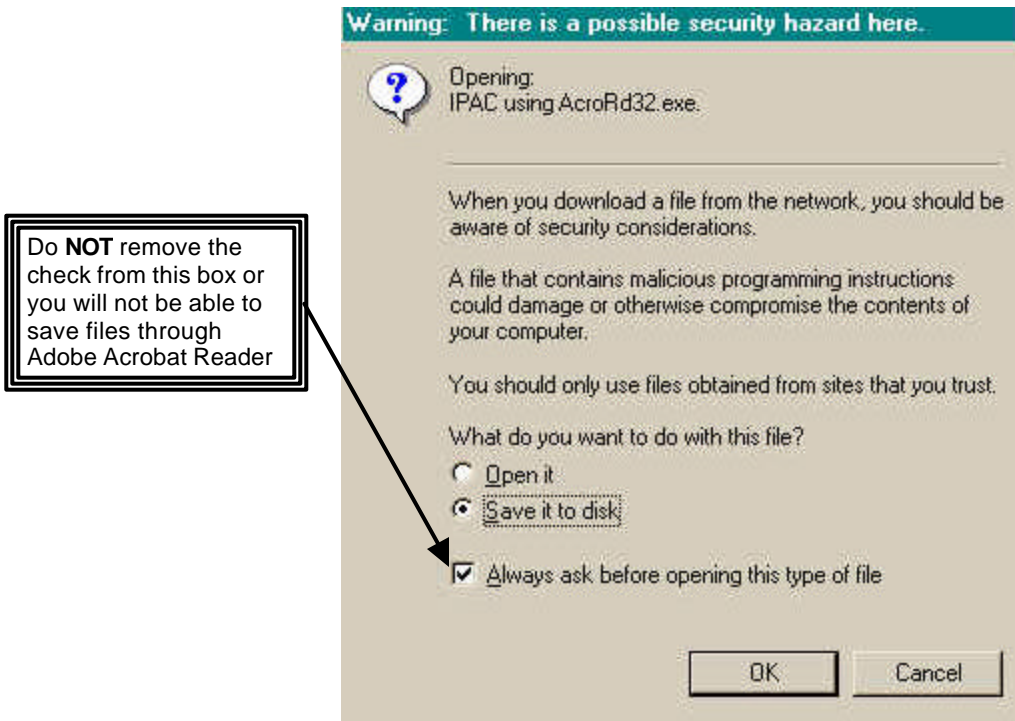 Warning: There is a possible security hazard here.
?
Opening:
IPAC using AcroRd32.exe.
When you download a file from the network, you should be
aware of security considerations.
Do NOT remove the
check from this box or
you will not be able to
save files through
Adobe Acrobat Reader
A file that contains malicious programming instructions
could damage or otherwise compromise the contents of
your computer.
You should only use files obtained from sites that you trust.
What do you want to do with this file?
Open it
Save it to disk
Always ask before opening this type of file
OK
Cancel